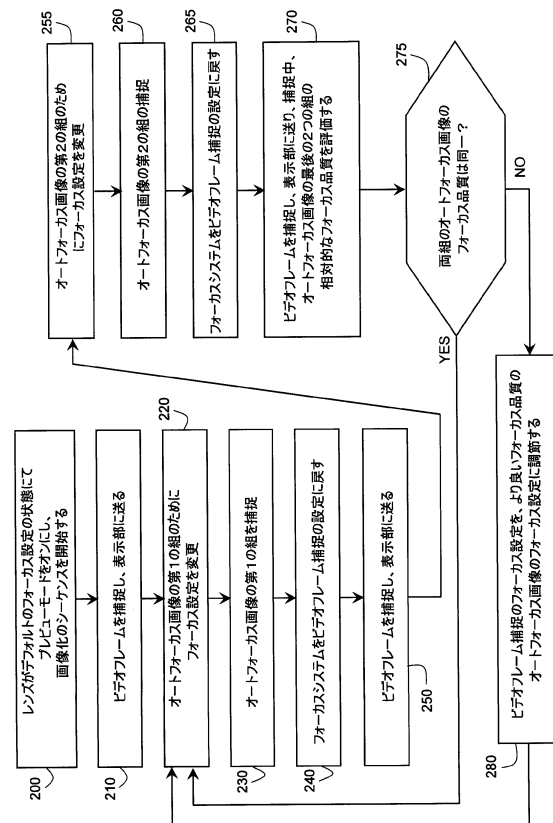 レンズがデフォルトのフォーカス設定の状態にて
プレビューモードをオンにし、
画像化のシーケンスを開始する
200
ビデオフレームを捕捉し、表示部に送る
210
オートフォーカス画像の第1の組のために
フォーカス設定を変更
220
オートフォーカス画像の第1の組を捕捉
230
フォーカスシステムをビデオフレーム捕捉の設定に戻す
240
ビデオフレームを捕捉し、表示部に送る
250
オートフォーカス画像の第2の組のため
にフォーカス設定を変更
255
オートフォーカス画像の第2の組の捕捉
260
フォーカスシステムをビデオフレーム捕捉の設定に戻す
265
ビデオフレームを捕捉し、表示部に送り、捕捉中、
オートフォーカス画像の最後の2つの組の
相対的なフォーカス品質を評価する
270
両組のオートフォーカス画像の
フォーカス品質は同一?
275
YES
NO
ビデオフレーム捕捉のフォーカス設定を、より良いフォーカス品質の
オートフォーカス画像のフォーカス設定に調節する
280